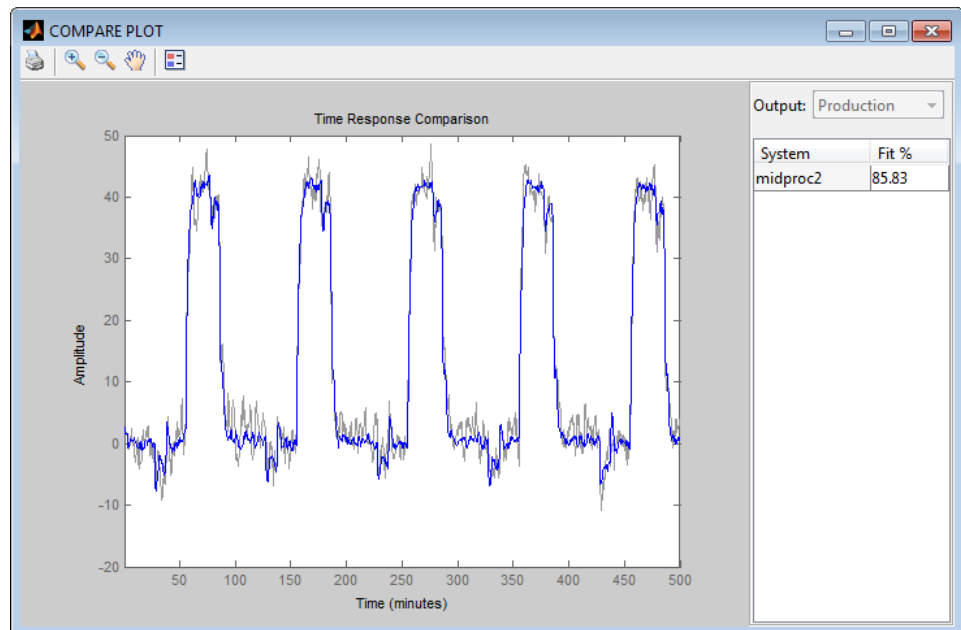 COMPARE PLOT
Time Response Comparison
50
40
30
20
10
0
-10
-20
Amplitude
50 100 150 200 250 300 350 400 450 500
Time (minutes)
Output: Production
System Fit %
midproc2 85.83